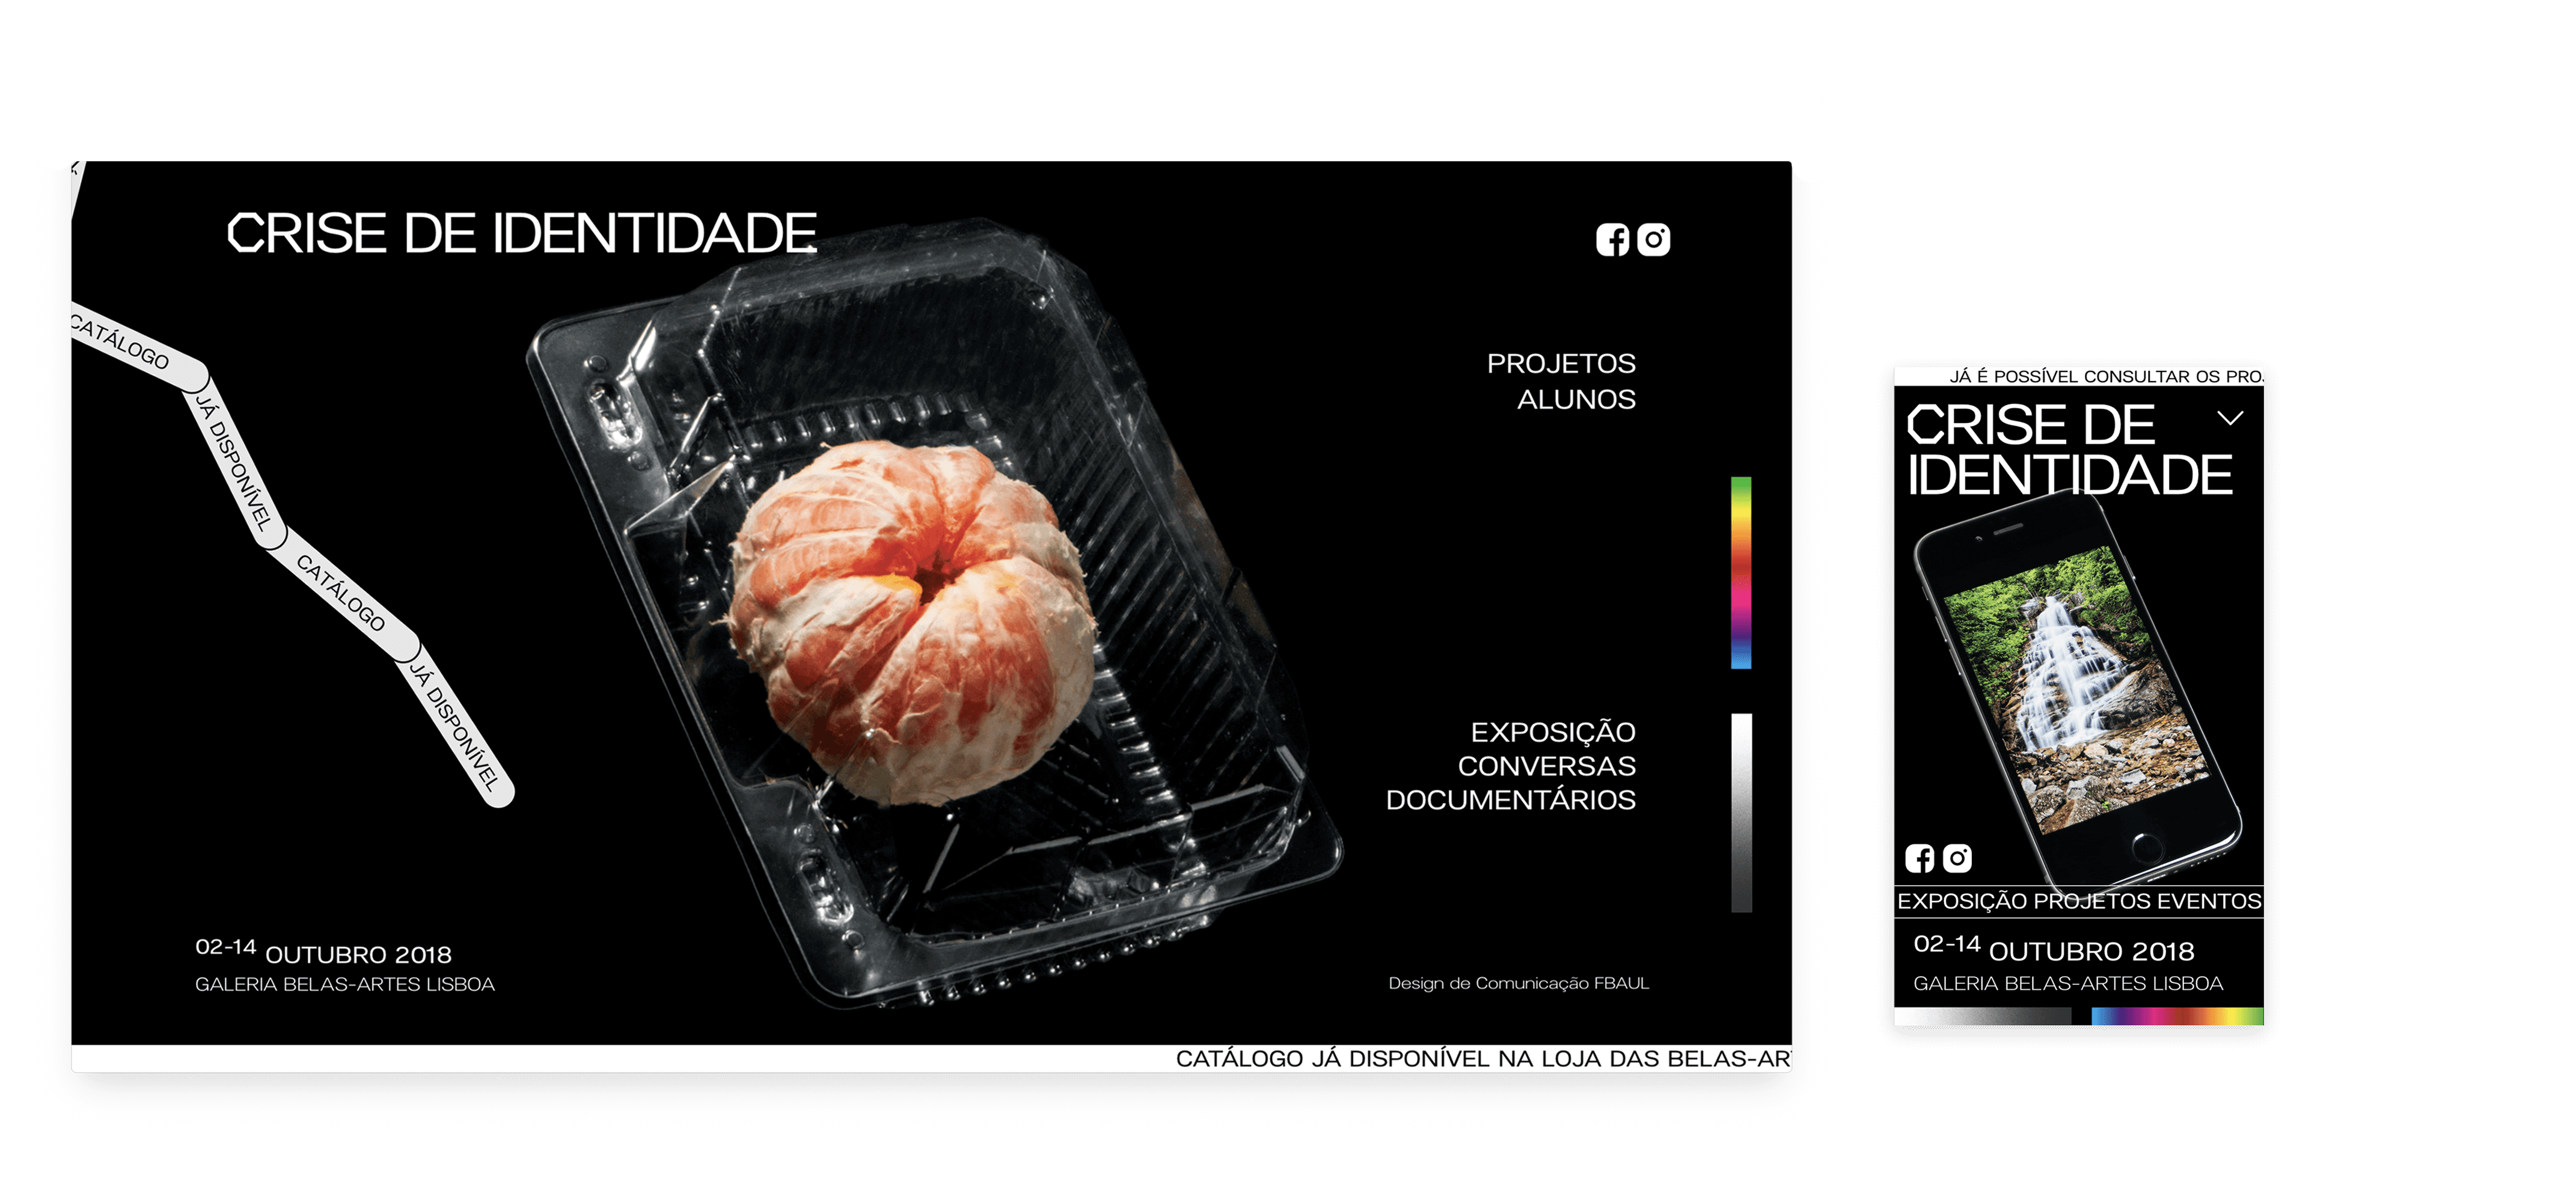 CRISE DE IDENTIDADE
CATÁLOGO
JÁ DISPONÍVEL
CATÁLOGO
JÁ DISPONÍVEL
PROJETOS
ALUNOS
EXPOSIÇÃO
CONVERSAS
DOCUMENTÁRIOS
02-14 OUTUBRO 2018
GALERIA BELAS-ARTES LISBOA
Design de Comunicação FBAUL
CATÁLOGO JÁ DISPONÍVEL NA LOJA DAS BELAS-AR
JÁ É POSSÍVEL CONSULTAR OS PRO
CRISE DE
IDENTIDADE
EXPOSIÇÃO PROJETOS EVENTOS
02-14 OUTUBRO 2018
GALERIA BELAS-ARTES LISBOA